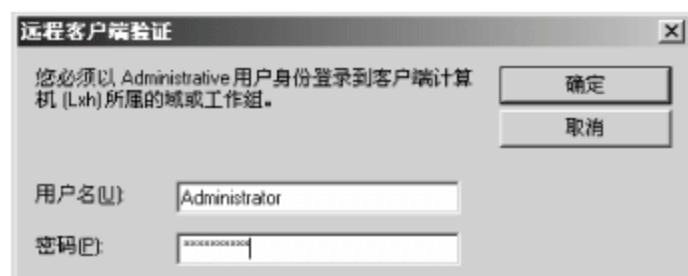 远程客户端验证
您必须以 Administrative 用户身份登录到客户端计算
机 (Lxh) 所属的域或工作组。
确定
取消
用户名(U):
Administrator
密码(P):
***********